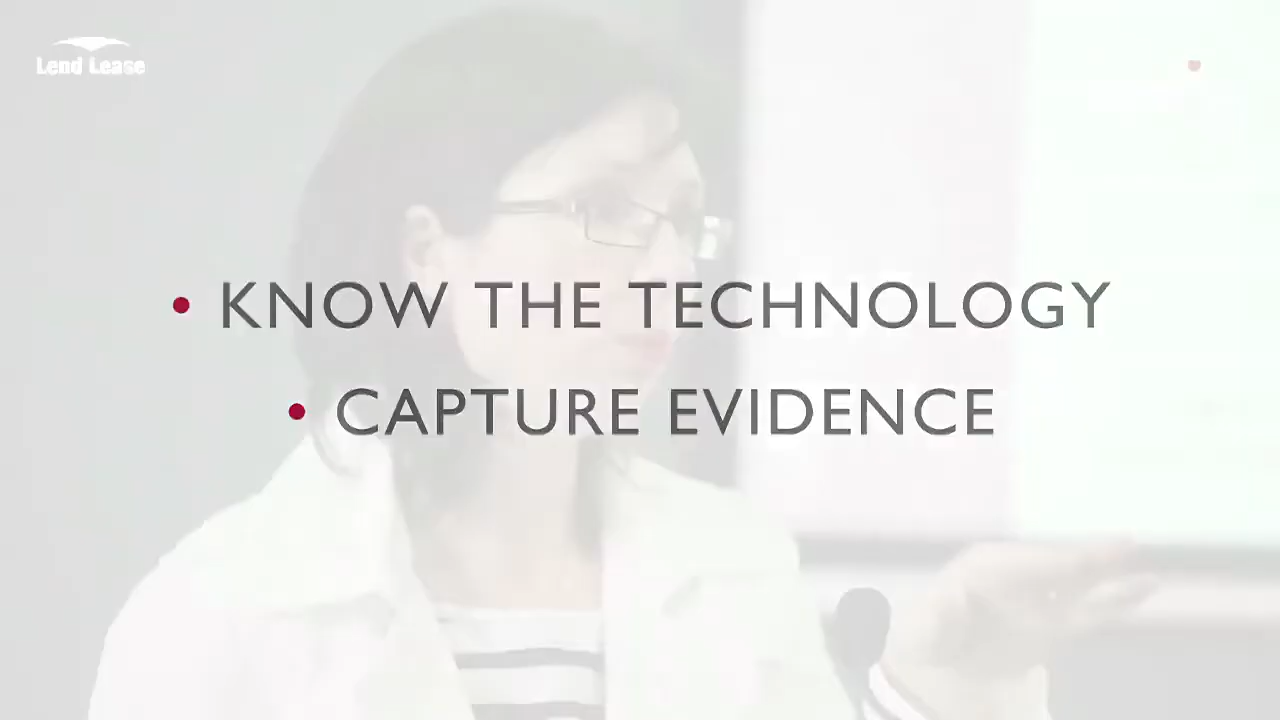 Lend Lease
• KNOW THE TECHNOLOGY
• CAPTURE EVIDENCE